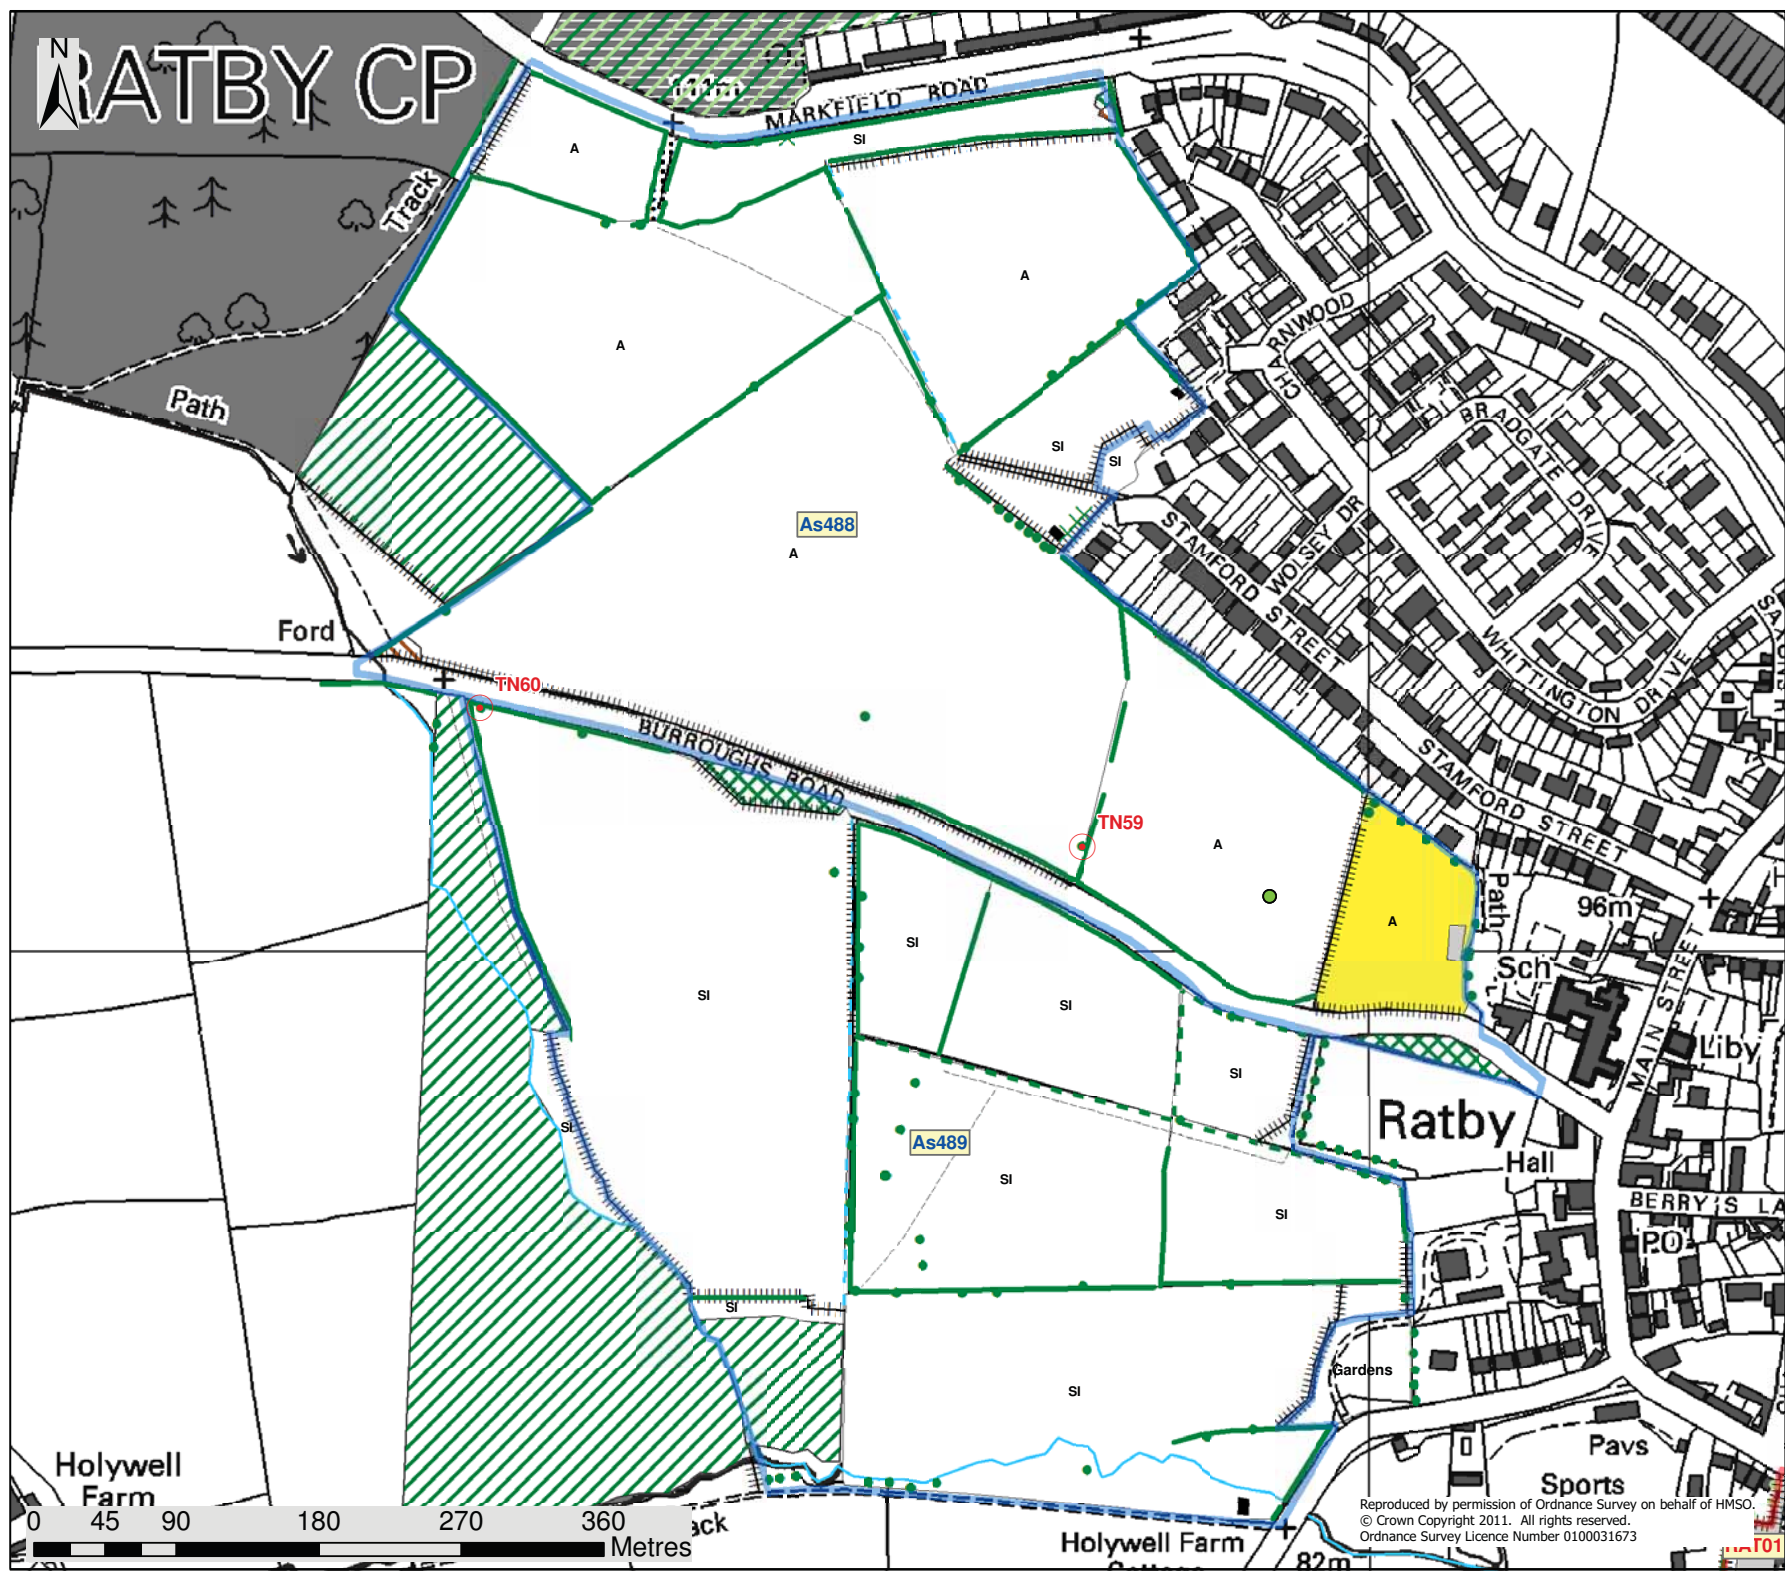 N
RATBY CP
111m
MARKFIELD ROAD
SI
A
Track
A
A
CHARNWOOD
Path
BRADGATE DRIVE
SI
SI
As488
A
WOLSEY DR
STAMFORD STREET
Ford
WHITTINGTON DRIVE
TN60
BURROUGHS ROAD
STAMFORD STREET
TN59
A
Path
96m
A
SI
Sch
SI
SI
MAIN STREET
Liby
SI
SI
Ratby
As489
Hall
SI
BERRY'S LA
SI
PO
SI
Gardens
SI
Pavs
Holywell
Farm
Sports
Reproduced by permission of Ordnance Survey on behalf of HMSO.
© Crown Copyright 2011. All rights reserved.
Ordnance Survey Licence Number 0100031673
0 45 90 180 270 360
Metres
ack
Holywell Farm
82m